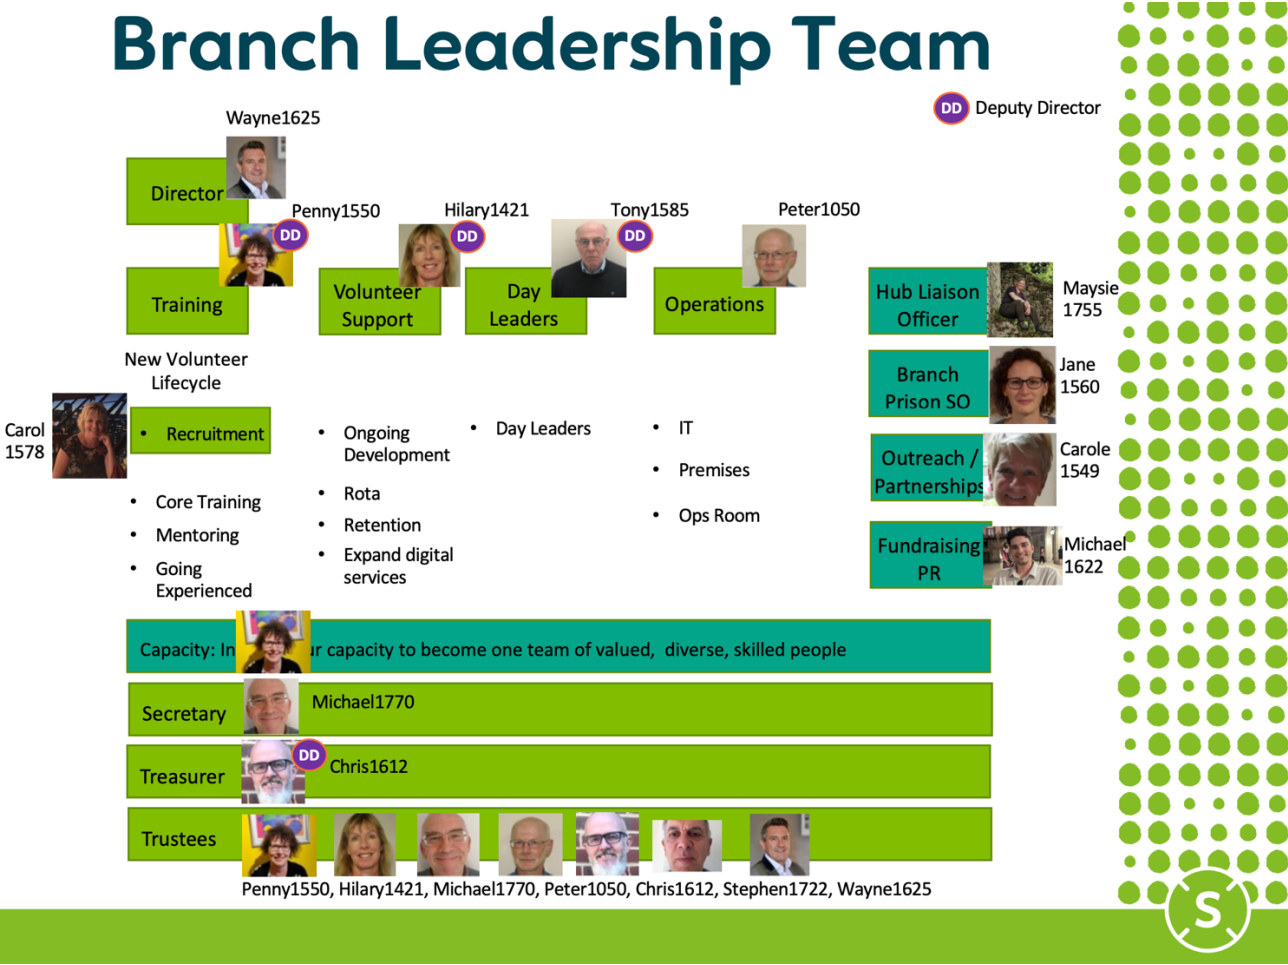 Branch Leadership Team
DD Deputy Director
Wayne1625
Director
Penny1550
DD
Hilary1421
DD
Tony1585
DD
Peter1050
Training
Volunteer
Support
Day
Leaders
Operations
Hub Liaison
Officer
Maysie
1755
Branch
Prison SO
Jane
1560
Outreach /
Partnerships
Carole
1549
Fundraising
PR
Michael
1622
New Volunteer
Lifecycle
Carol
1578
• Recruitment
• Core Training
• Mentoring
• Going
Experienced
• Ongoing
Development
• Rota
• Retention
• Expand digital
services
• Day Leaders
• IT
• Premises
• Ops Room
Capacity: In ur capacity to become one team of valued, diverse, skilled people
Secretary
Michael1770
Treasurer
DD
Chris1612
Trustees
Penny1550, Hilary1421, Michael1770, Peter1050, Chris1612, Stephen1722, Wayne1625
S